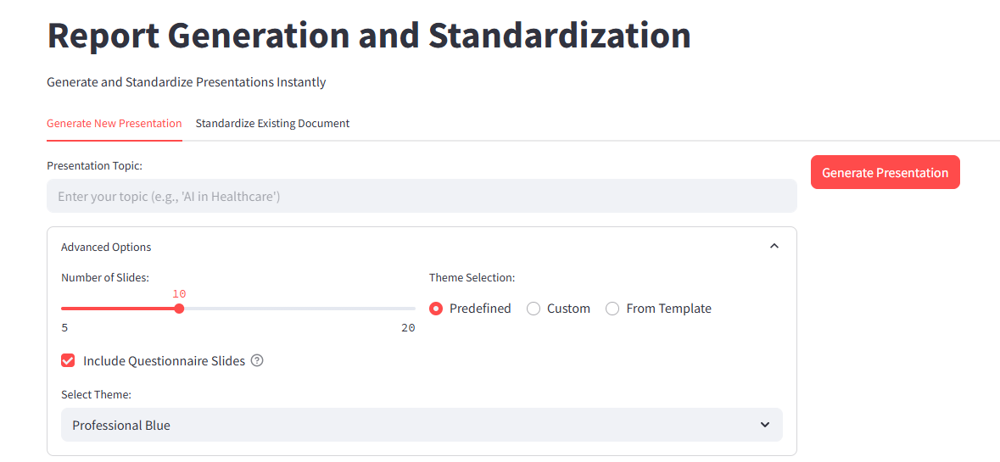 Report Generation and Standardization
Generate and Standardize Presentations Instantly
Generate New Presentation Standardize Existing Document
Presentation Topic:
Generate Presentation
Enter your topic (e.g., 'AI in Healthcare')
Advanced Options
Number of Slides:
10
5 20
Theme Selection:
Predefined Custom From Template
Include Questionnaire Slides ?
Select Theme:
Professional Blue